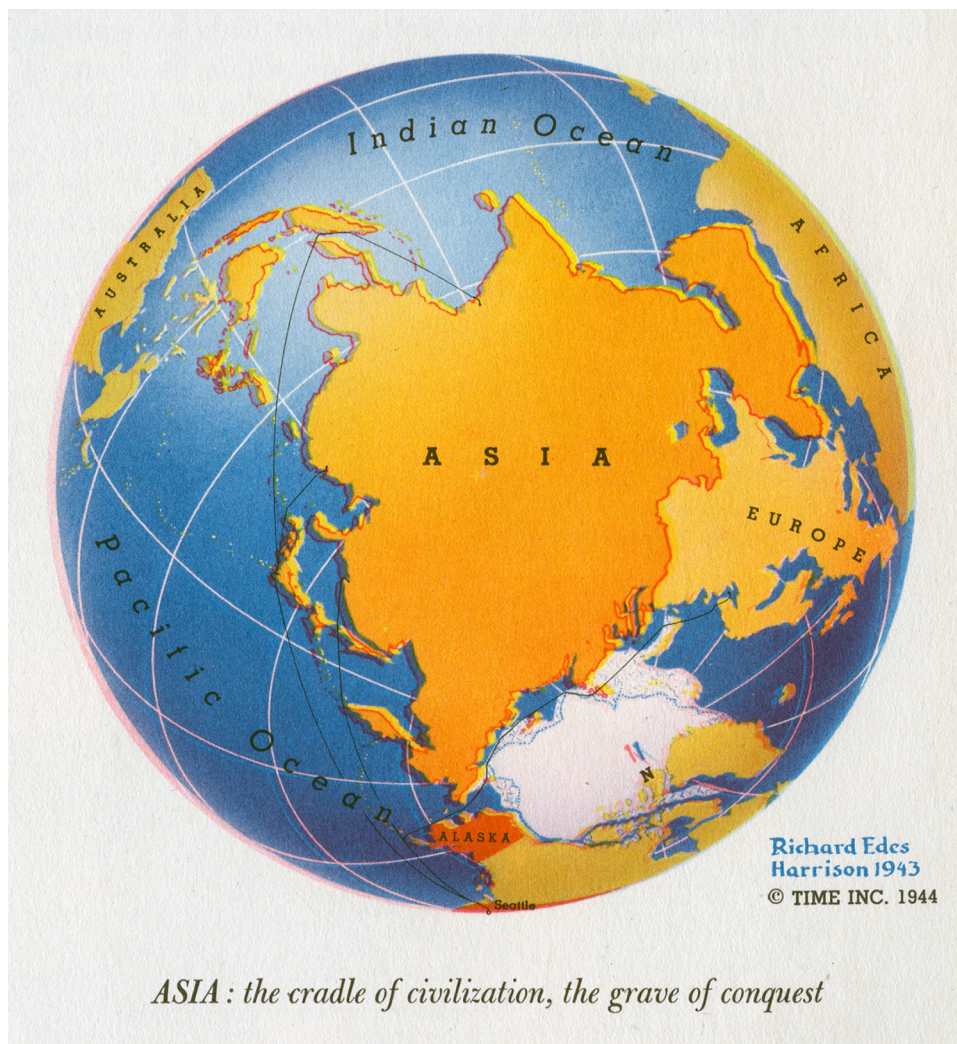 Indian Ocean
AUSTRALIA
AFRICA
ASIA
EUROPE
Pacific Ocean
N
ALASKA
Seattle
Richard Edes
Harrison 1943
© TIME INC. 1944
ASIA: the cradle of civilization, the grave of conquest